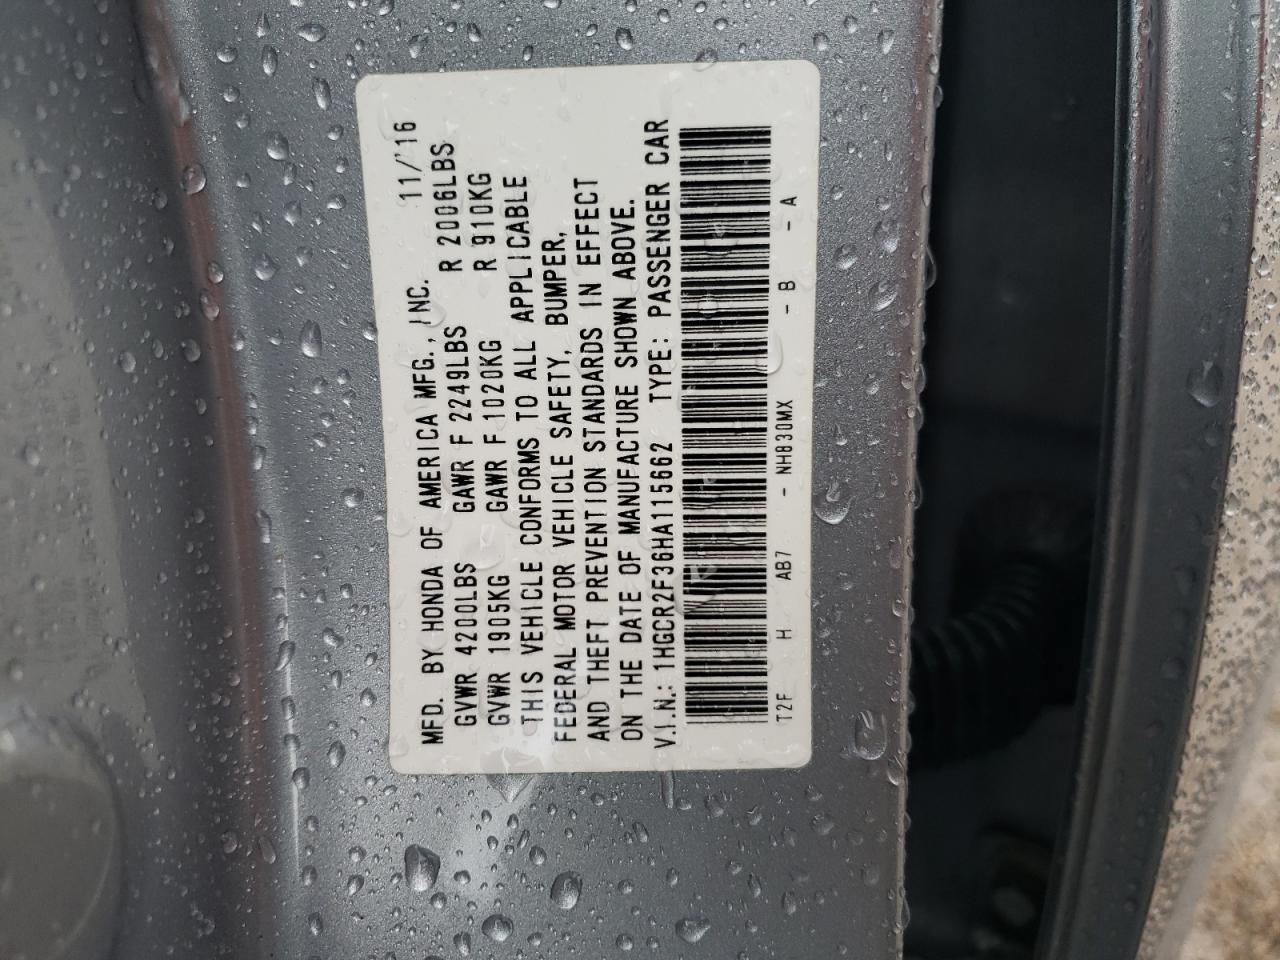 MFD. BY HONDA OF AMERICA MFG., INC. 11/'16
GVWR 4200LBS GAWR F 2249LBS R 2006LBS
GVWR 1905KG GAWR F 1020KG R 910KG
THIS VEHICLE CONFORMS TO ALL APPLICABLE
FEDERAL MOTOR VEHICLE SAFETY, BUMPER,
AND THEFT PREVENTION STANDARDS IN EFFECT
ON THE DATE OF MANUFACTURE SHOWN ABOVE.
V.I.N.: 1HGCR2F36HA115662 TYPE: PASSENGER CAR
T2F H AB7 - NH830MX - B - A